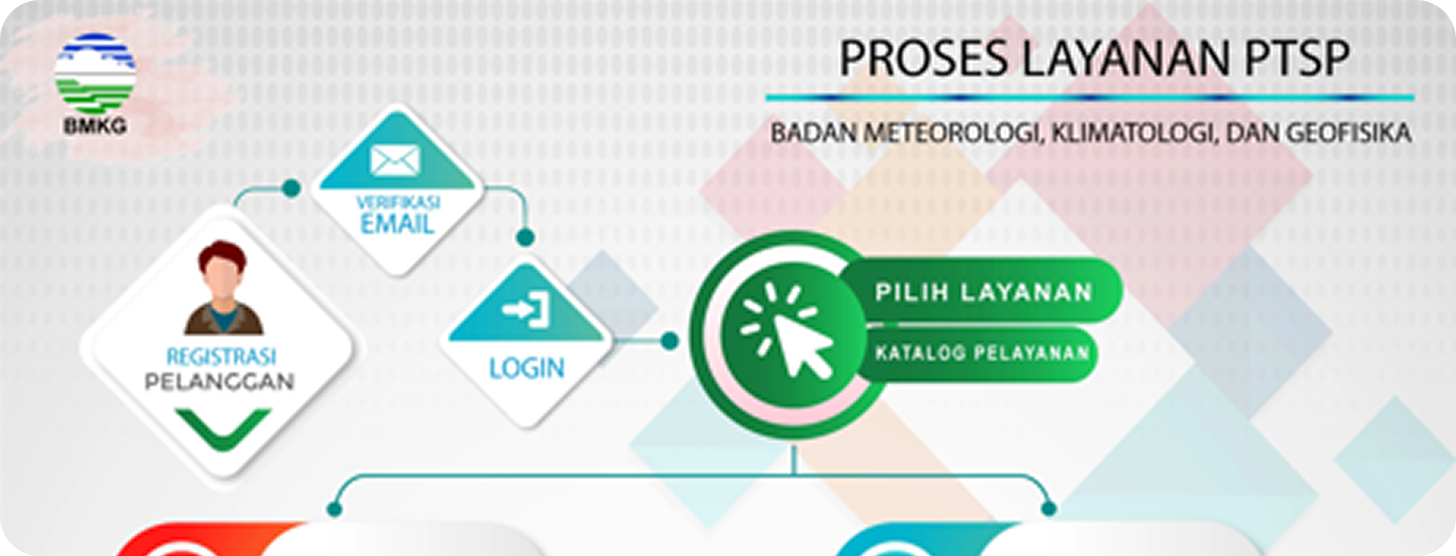 BMKG
PROSES LAYANAN PTSP
BADAN METEOROLOGI, KLIMATOLOGI, DAN GEOFISIKA
VERIFIKASI
EMAIL
REGISTRASI
PELANGGAN
LOGIN
PILIH LAYANAN
KATALOG PELAYANAN